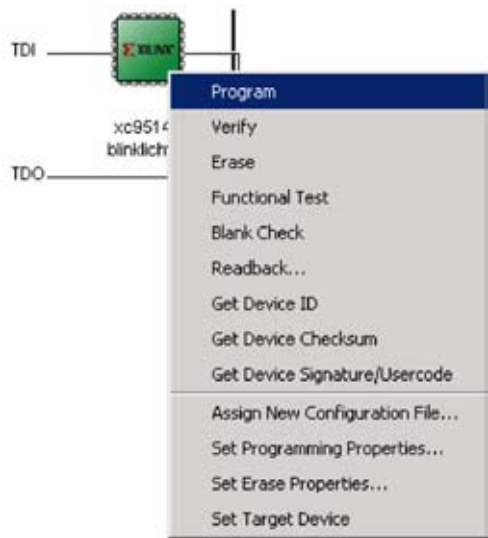 TDI
XILINX
Program
xc9514
Verify
blinklich
Erase
TDO
Functional Test
Blank Check
Readback...
Get Device ID
Get Device Checksum
Get Device Signature/Usercode
Assign New Configuration File...
Set Programming Properties...
Set Erase Properties...
Set Target Device